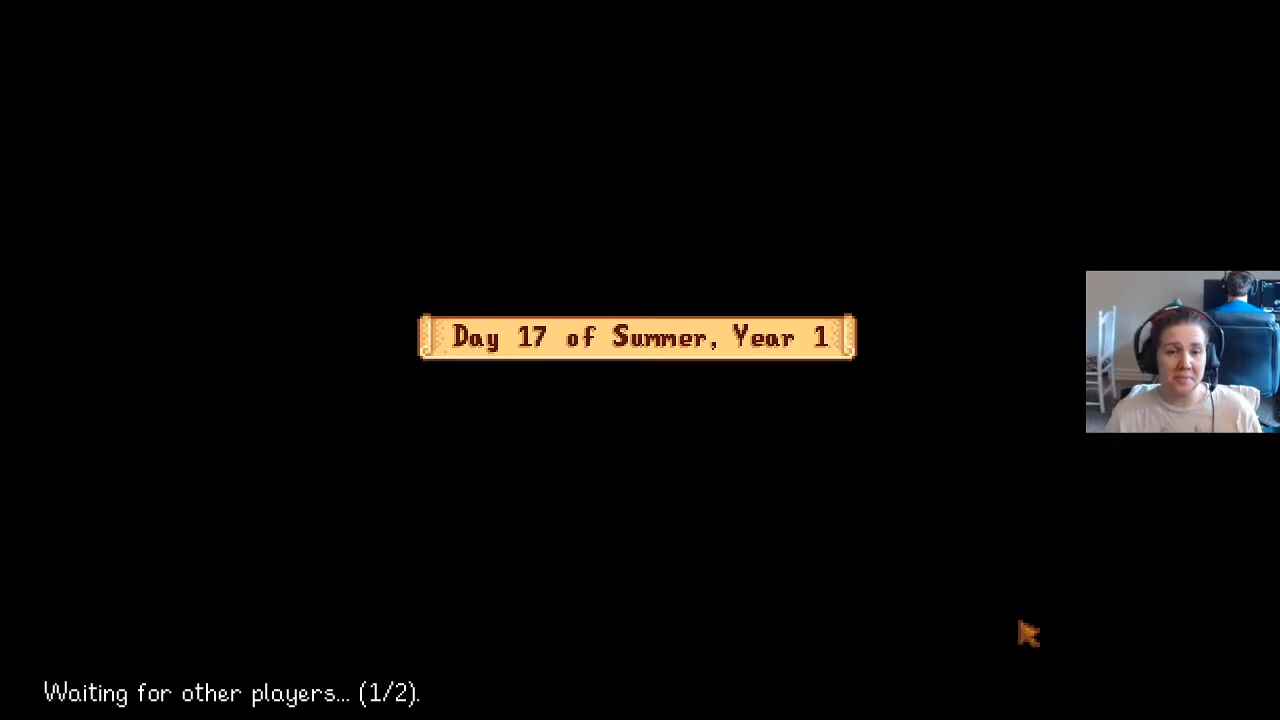 Day 17 of Summer, Year 1
Waiting for other players... (1/2).